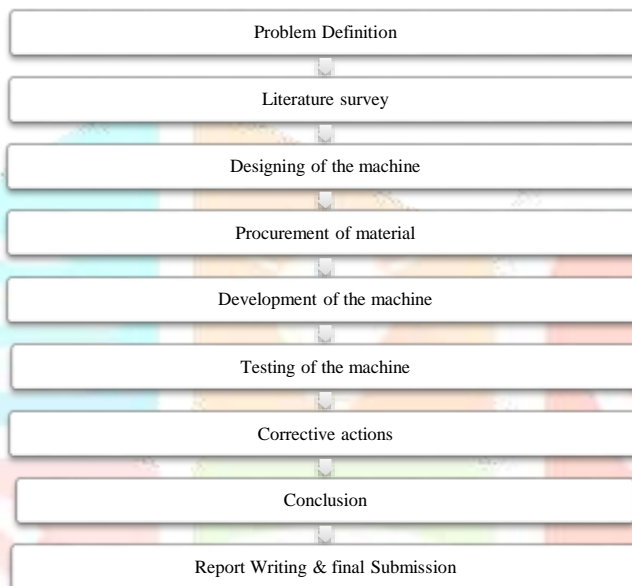 Problem Definition
Literature survey
Designing of the machine
Procurement of material
Development of the machine
Testing of the machine
Corrective actions
Conclusion
Report Writing & final Submission